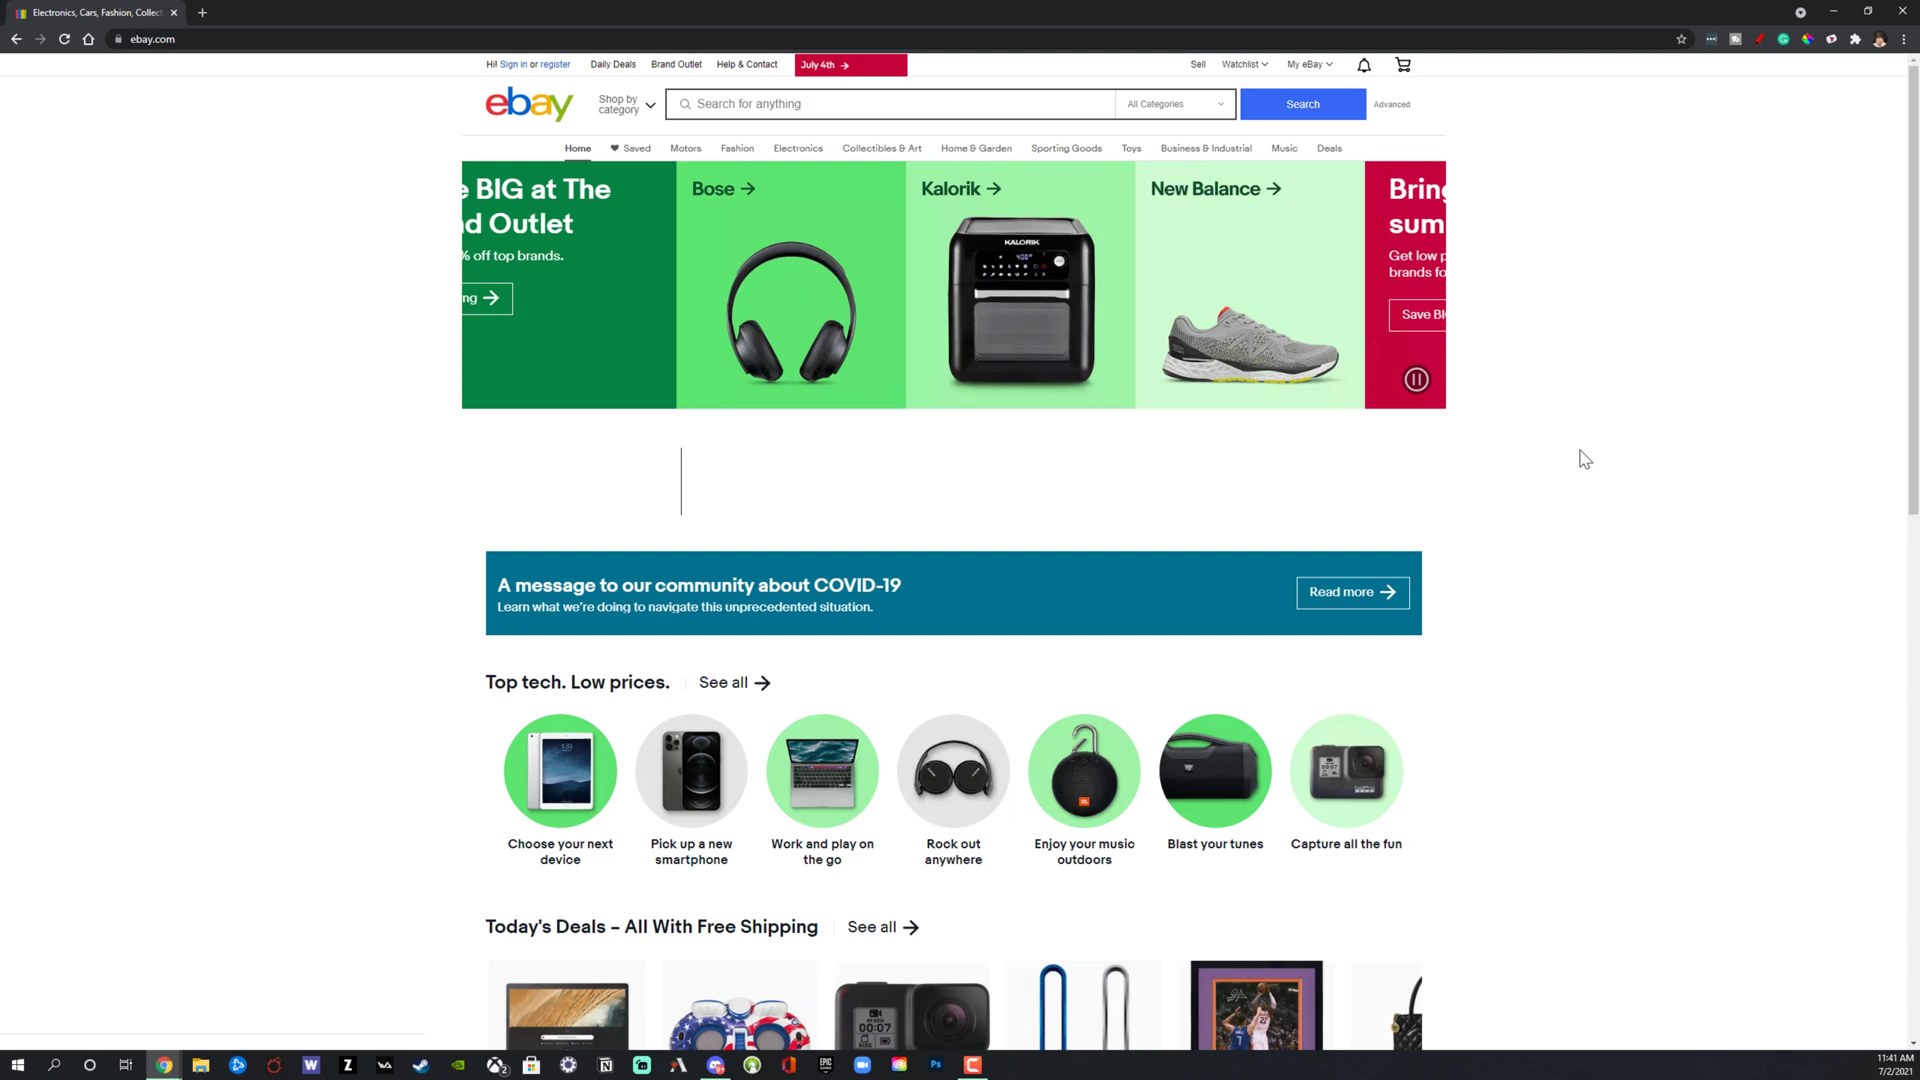 Electronics, Cars, Fashion, Collect
ebay.com
Hi! Sign in or register
Daily Deals
Brand Outlet
Help & Contact
July 4th →
Sell
Watchlist
My eBay
ebay
Shop by
category
Search for anything
All Categories
Search
Advanced
Home
Saved
Motors
Fashion
Electronics
Collectibles & Art
Home & Garden
Sporting Goods
Toys
Business & Industrial
Music
Deals
e BIG at The
nd Outlet
% off top brands.
ng →
Bose →
Kalorik →
KALORIK
400°
New Balance →
Bring
sum
Get low p
brands fo
Save BI
A message to our community about COVID-19
Learn what we're doing to navigate this unprecedented situation.
Read more →
Top tech. Low prices.
See all →
1:33
JBL
GoPro
Choose your next
device
Pick up a new
smartphone
Work and play on
the go
Rock out
anywhere
Enjoy your music
outdoors
Blast your tunes
Capture all the fun
Today's Deals – All With Free Shipping
See all →
00:07
11:41 AM
7/2/2021